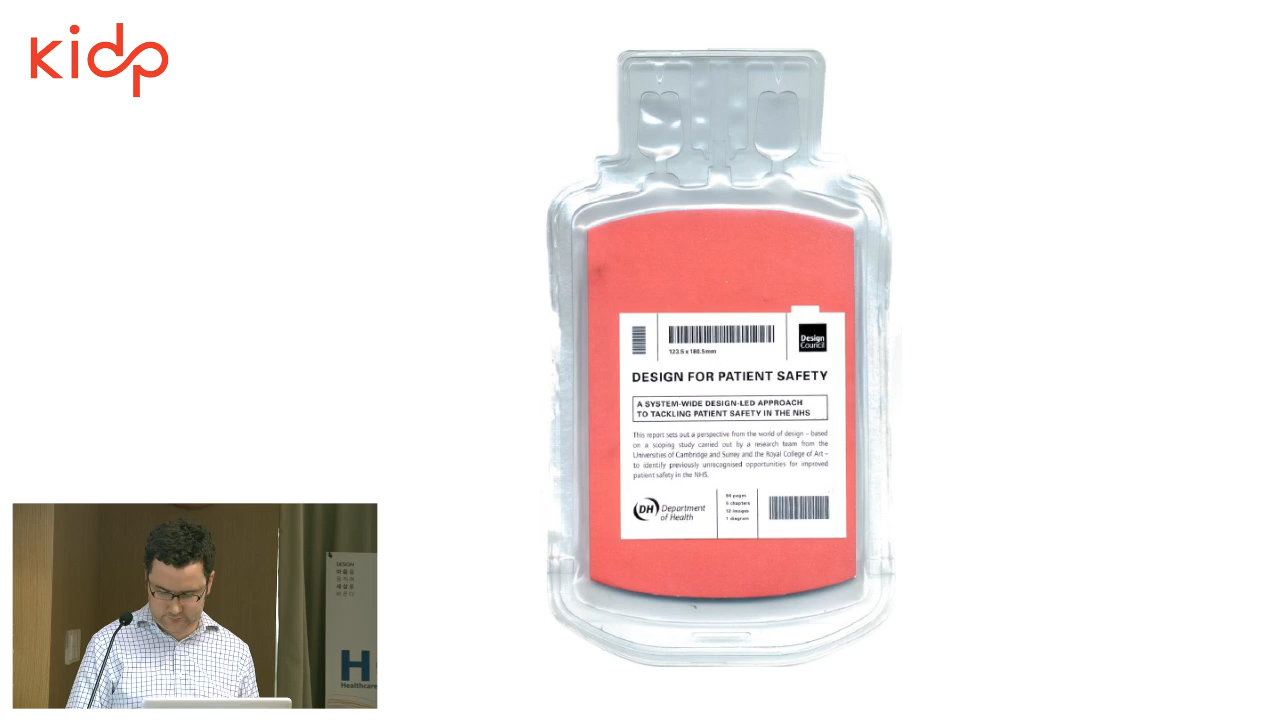 kidp
123.5 x 180.5mm
Design
Council
DESIGN FOR PATIENT SAFETY
A SYSTEM-WIDE DESIGN-LED APPROACH
TO TACKLING PATIENT SAFETY IN THE NHS
This report sets out a perspective from the world of design – based
on a scoping study carried out by a research team from the
Universities of Cambridge and Surrey and the Royal College of Art –
to identify previously unrecognised opportunities for improved
patient safety in the NHS.
DH Department
of Health
94 pages
5 chapters
12 images
1 diagram
DESIGN
H
Healthcare